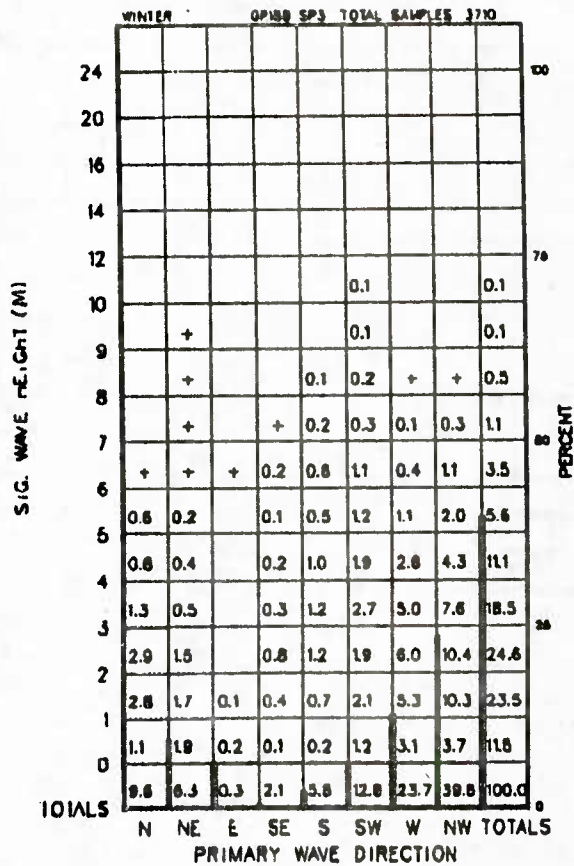 WINTER GP188 SP3 TOTAL SAMPLES 3710
24 100
20
16
14
12 75
0.1 0.1
10
+ 0.1 0.1
9
+ 0.1 0.2 + + 0.5
8
+ + 0.2 0.3 0.1 0.3 1.1
7 50
+ + + 0.2 0.6 1.1 0.4 1.1 3.5
6
0.6 0.2 0.1 0.5 1.2 1.1 2.0 5.6
5
0.6 0.4 0.2 1.0 1.9 2.6 4.3 11.1
4
1.3 0.5 0.3 1.2 2.7 5.0 7.6 18.5
3 25
2.9 1.5 0.8 1.2 1.9 6.0 10.4 24.6
2
2.8 1.7 0.1 0.4 0.7 2.1 5.3 10.3 23.5
1
1.1 1.9 0.2 0.1 0.2 1.2 3.1 3.7 11.5
0
TOTALS 9.6 6.3 0.3 2.1 5.8 12.8 23.7 39.8 100.0 0
N NE E SE S SW W NW TOTALS
PRIMARY WAVE DIRECTION
SIG. WAVE HEIGHT (M)
PERCENT